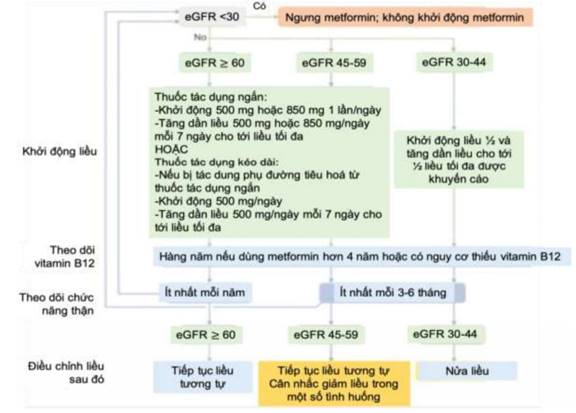 eGFR <30
Có
Ngưng metformin; không khởi động metformin
No
eGFR ≥ 60
eGFR 45-59
eGFR 30-44
Khởi động liều
Thuốc tác dụng ngắn:
-Khởi động 500 mg hoặc 850 mg 1 lần/ngày
-Tăng dần liều 500 mg hoặc 850 mg/ngày
mỗi 7 ngày cho tới liều tối đa
HOẶC
Thuốc tác dụng kéo dài:
-Nếu bị tác dung phụ đường tiêu hoá từ
thuốc tác dụng ngắn
-Khởi động 500 mg/ngày
-Tăng dần liều 500 mg/ngày mỗi 7 ngày cho
tới liều tối đa
Khởi động liều ½ và
tăng dần liều cho tới
½ liều tối đa được
khuyến cáo
Theo dõi
vitamin B12
Hàng năm nếu dùng metformin hơn 4 năm hoặc có nguy cơ thiếu vitamin B12
Theo dõi chức
năng thận
Ít nhất mỗi năm
Ít nhất mỗi 3-6 tháng
eGFR ≥ 60
eGFR 45-59
eGFR 30-44
Điều chỉnh liều
sau đó
Tiếp tục liều
tương tự
Tiếp tục liều tương tự
Cân nhắc giảm liều trong
một số tình huống
Nửa liều